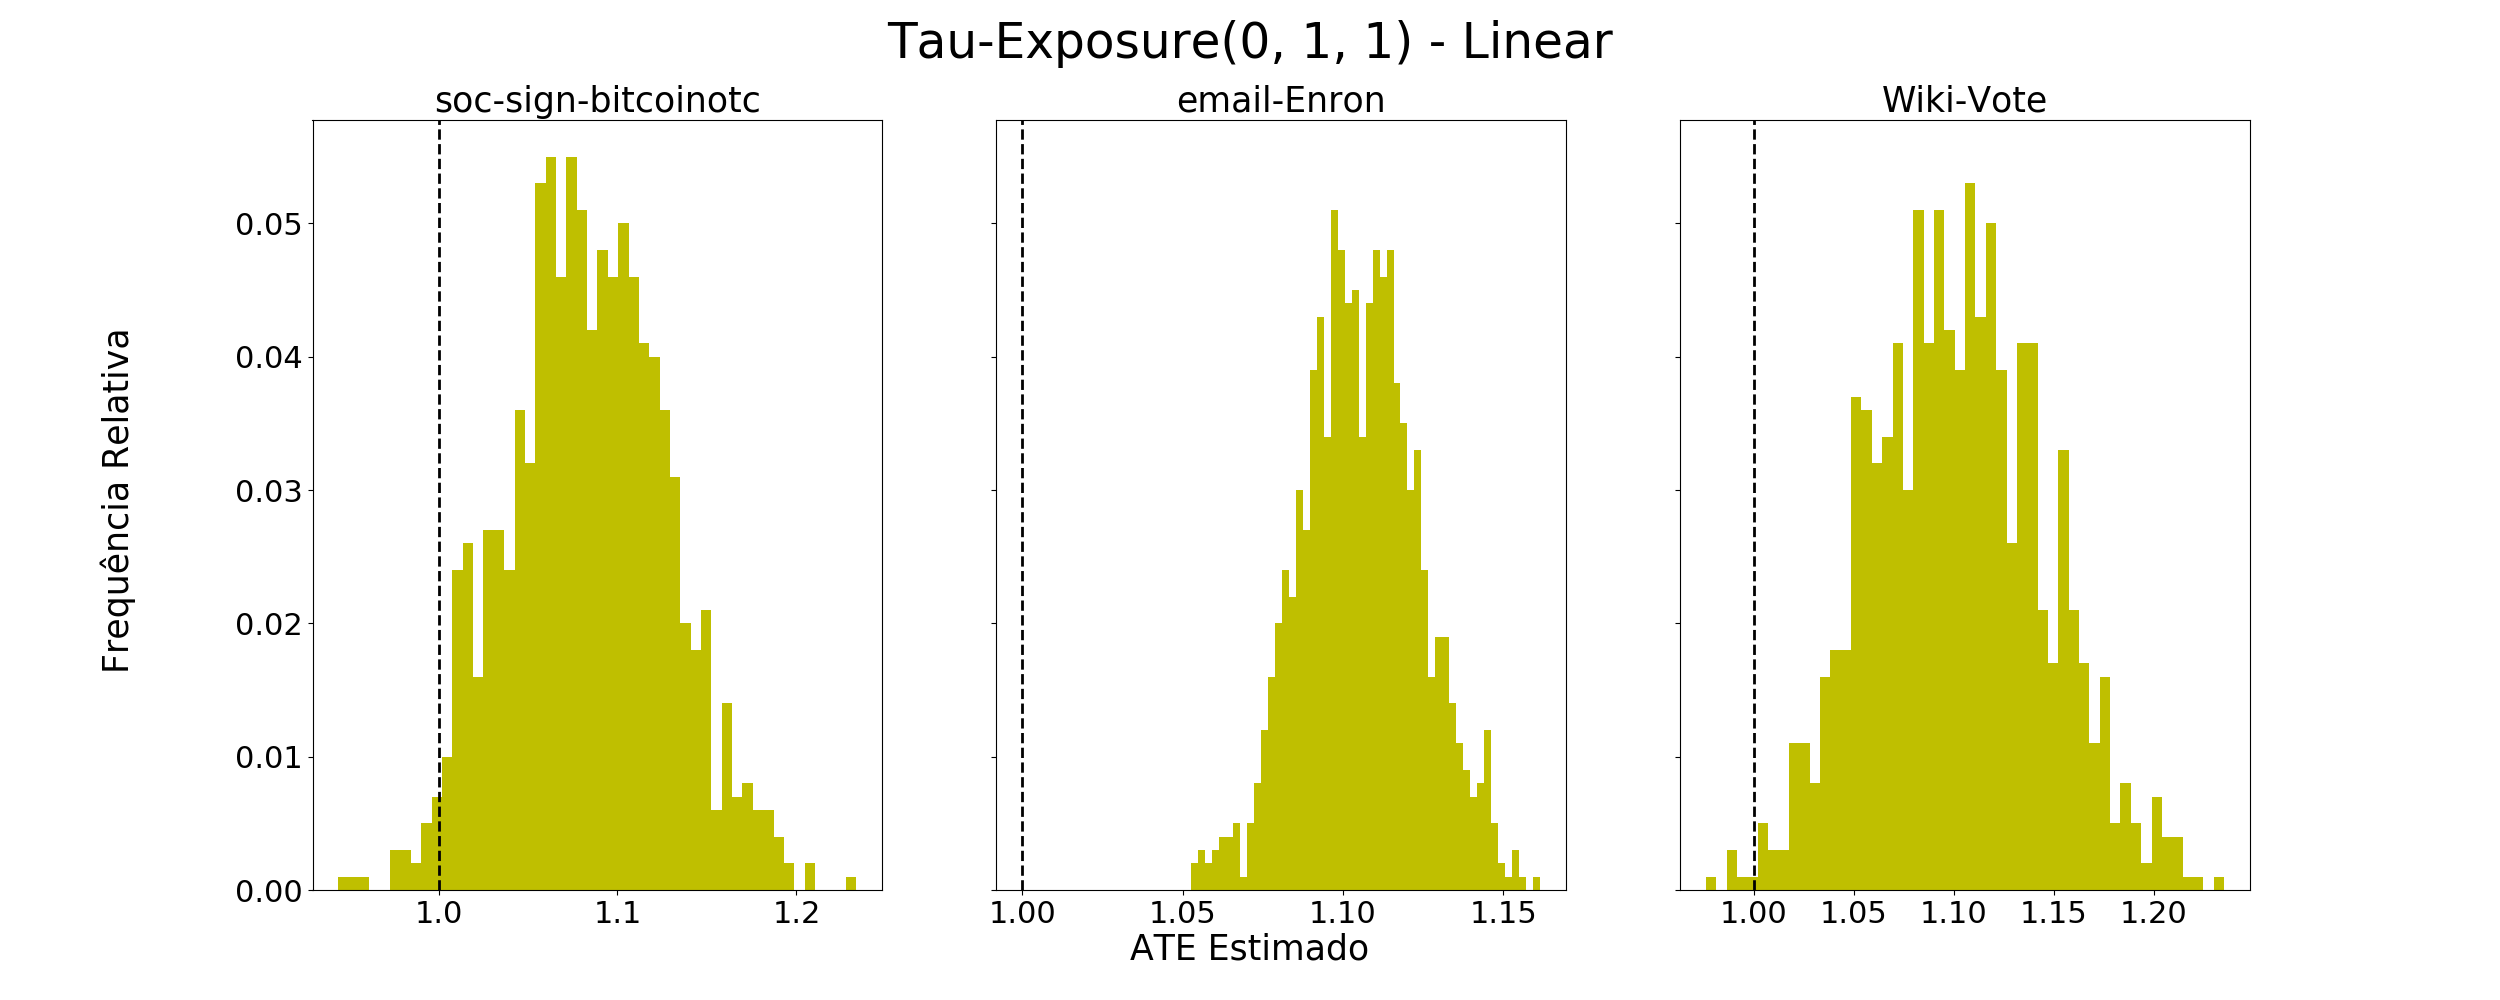 Tau-Exposure(0, 1, 1) - Linear
soc-sign-bitcoinotc
email-Enron
Wiki-Vote
Frequência Relativa
0.05
0.04
0.03
0.02
0.01
0.00
1.0 1.1 1.2
1.00 1.05 1.10 1.15
1.00 1.05 1.10 1.15 1.20
ATE Estimado